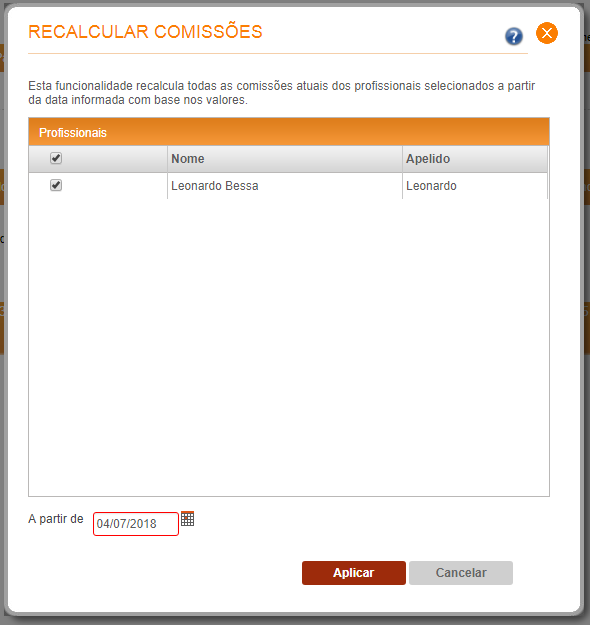 RECALCULAR COMISSÕES
Esta funcionalidade recalcula todas as comissões atuais dos profissionais selecionados a partir
da data informada com base nos valores.
Profissionais
Nome Apelido
Leonardo Bessa Leonardo
A partir de 04/07/2018
Aplicar Cancelar